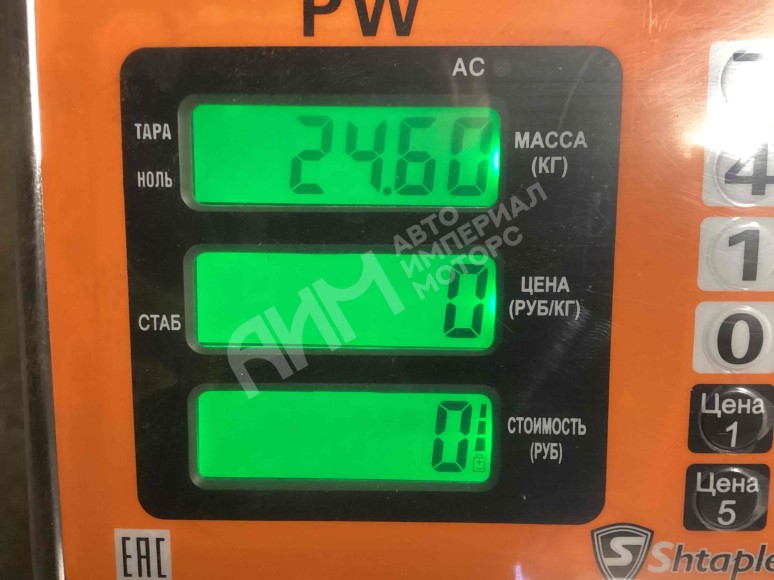 PW
AC
ТАРА
НОЛЬ
24.60
МАССА
(КГ)
СТАБ
0
ЦЕНА
(РУБ/КГ)
0
СТОИМОСТЬ
(РУБ)
4
1
0
Цена
1
Цена
5
АИМ
АВТО
ИМПЕРИАЛ
МОТОРС
EAC
S Shtaple